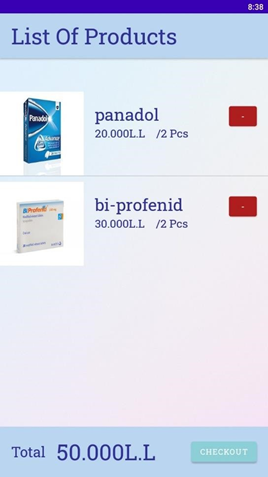 8:38
List Of Products
Panadol
Advance
panadol
-
20.000L.L /2 Pcs
Bi-Profenid
bi-profenid
-
30.000L.L /2 Pcs
Total 50.000L.L
CHECKOUT